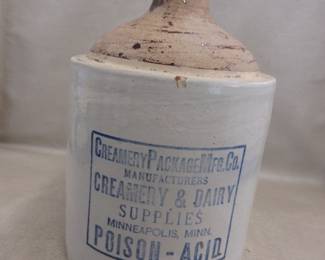 CREAMERY PACKAGE MFG. CO.
MANUFACTURERS
CREAMERY & DAIRY
SUPPLIES
MINNEAPOLIS, MINN.
POISON - ACID